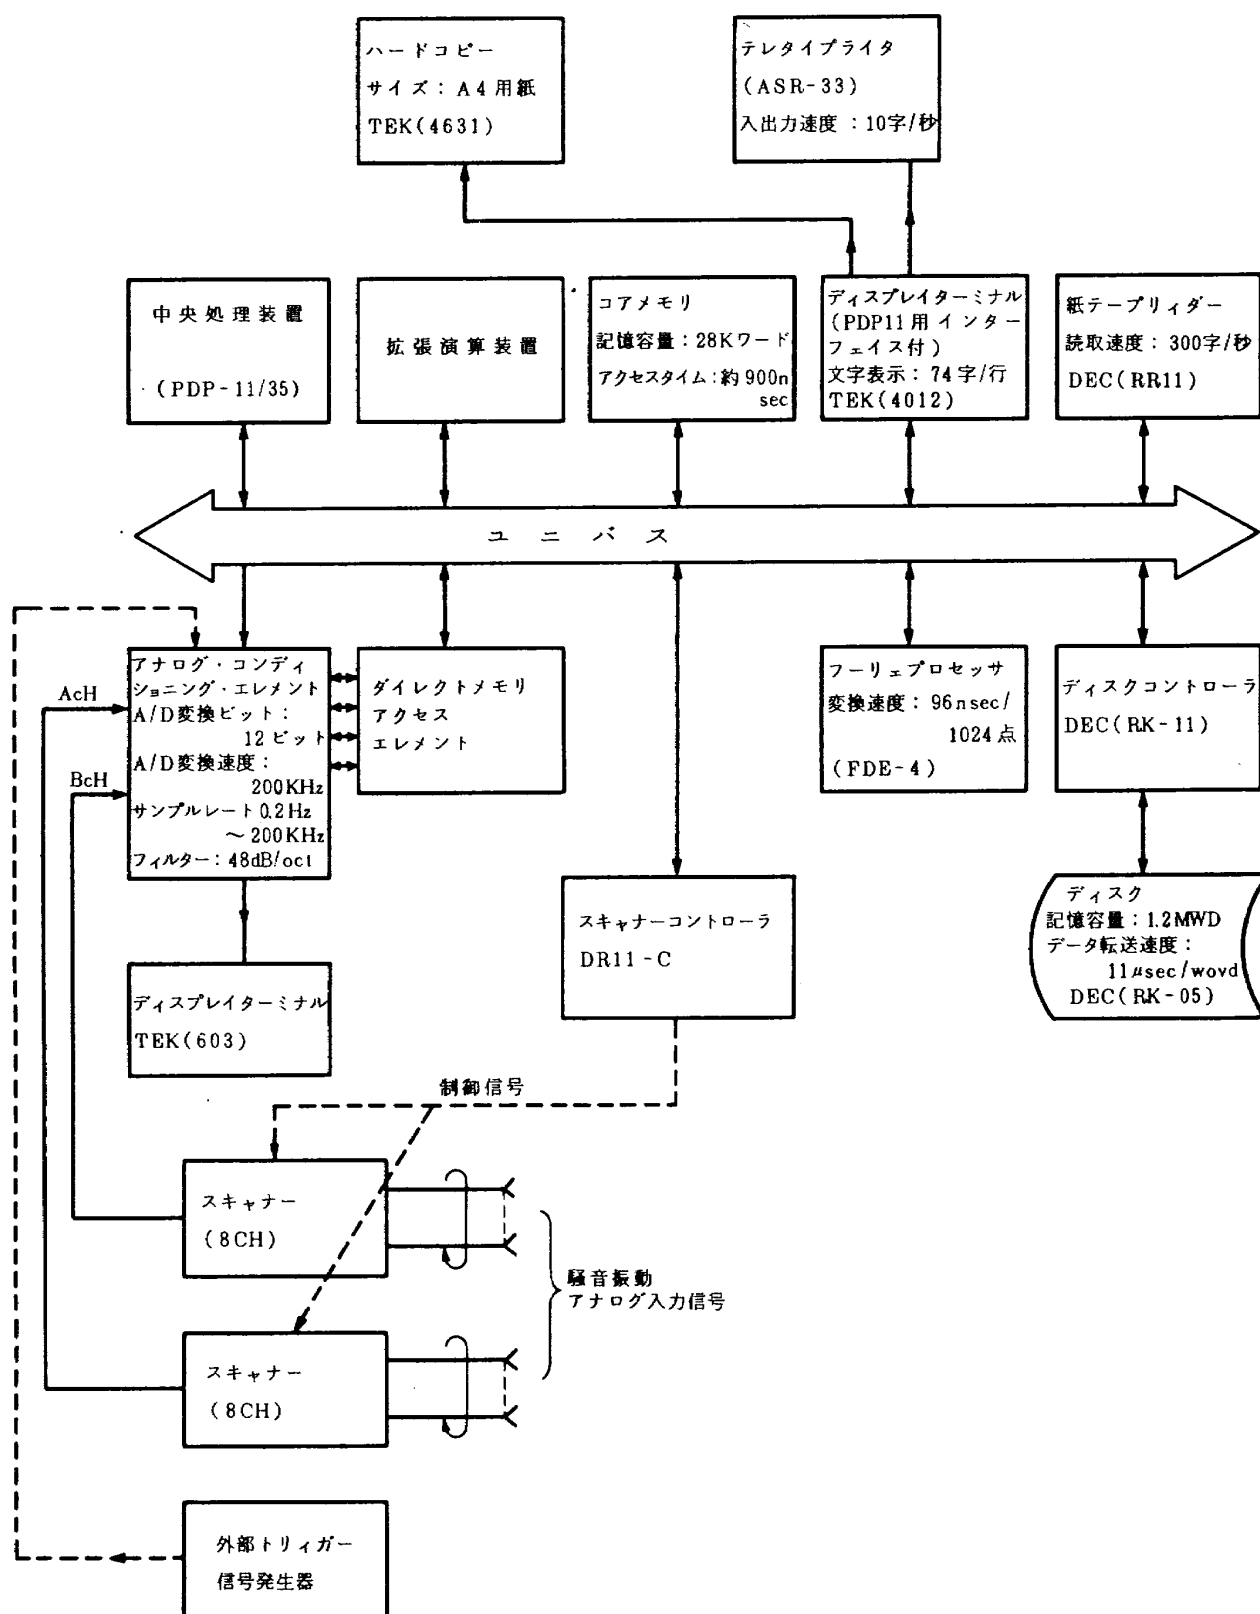 ハードコピー
サイズ：A4用紙
TEK(4631)
テレタイプライタ
(ASR-33)
入出力速度：10字/秒
中央処理装置
(PDP-11/35)
拡張演算装置
コアメモリ
記憶容量：28Kワード
アクセスタイム：約900n
sec
ディスプレイターミナル
(PDP11用インター
フェイス付)
文字表示：74字/行
TEK(4012)
紙テープリィダー
読取速度：300字/秒
DEC(RR11)
ユニバス
アナログ・コンディ
ショニング・エレメント
A/D変換ビット：
12ビット
A/D変換速度：
200KHz
サンプルレート0.2Hz
～200KHz
フィルター：48dB/oct
AcH
BcH
ダイレクトメモリ
アクセス
エレメント
フーリェプロセッサ
変換速度：96nsec/
1024点
(FDE-4)
ディスクコントローラ
DEC(RK-11)
スキャナーコントローラ
DR11-C
ディスク
記憶容量：1.2MWD
データ転送速度：
11μsec/wovd
DEC(RK-05)
ディスプレイターミナル
TEK(603)
制御信号
スキャナー
(8CH)
騒音振動
アナログ入力信号
スキャナー
(8CH)
外部トリィガー
信号発生器